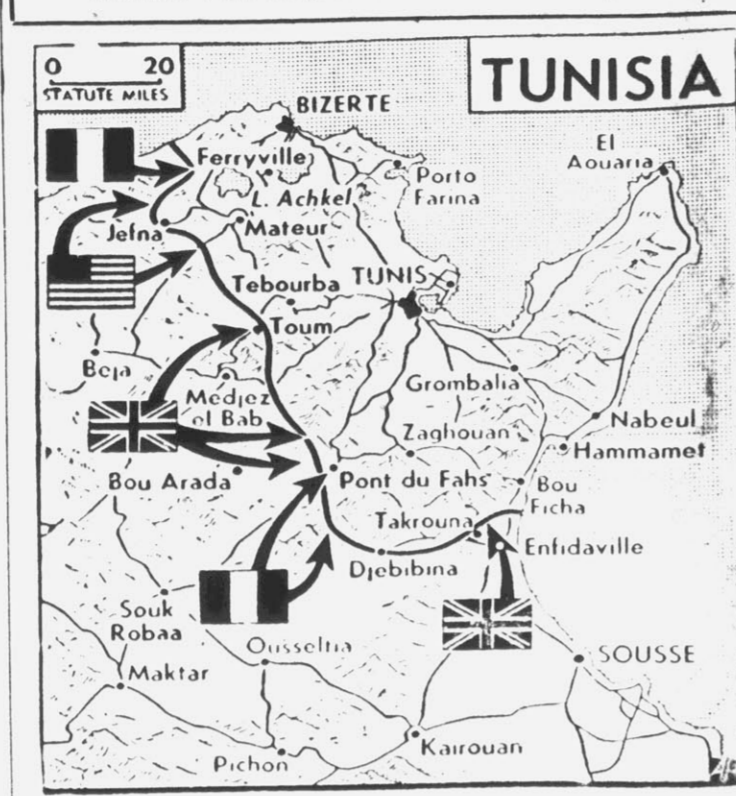 0 20
STATUTE MILES
TUNISIA
BIZERTE
Ferryville
El
Aouaria
Porto
Farina
L. Achkel
Jefna
Mateur
Tebourba
TUNIS
Toum
Beja
Medjez
el Bab
Grombalia
Nabeul
Zaghouan
Hammamet
Bou Arada
Pont du Fahs
Bou
Ficha
Takrouna
Enfidaville
Djebibina
Souk
Robaa
Ousseltia
SOUSSE
Maktar
Kairouan
Pichon